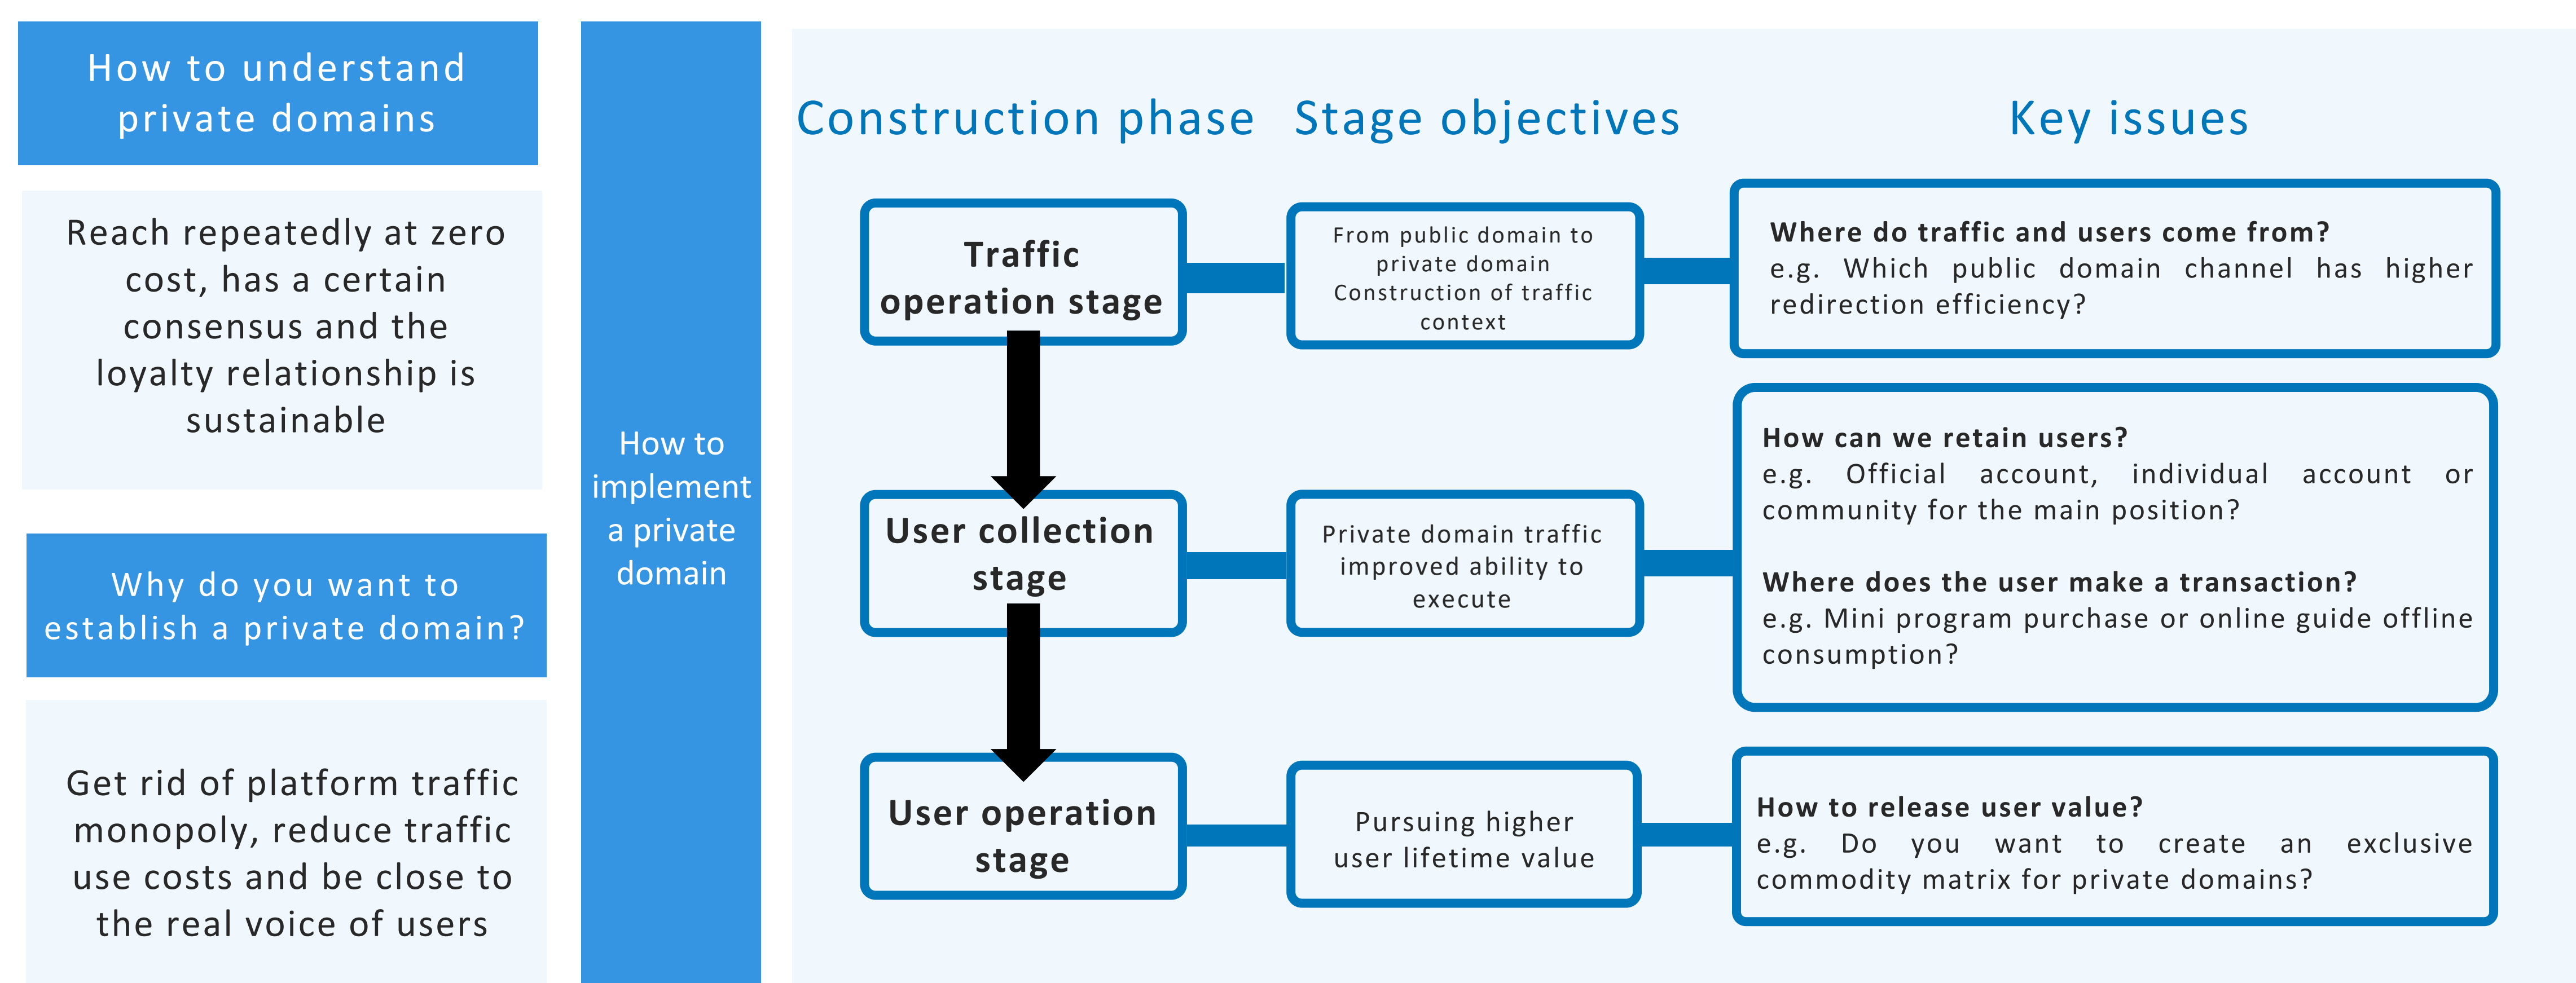 How to understand
private domains
Reach repeatedly at zero
cost, has a certain
consensus and the
loyalty relationship is
sustainable
Why do you want to
establish a private domain?
Get rid of platform traffic
monopoly, reduce traffic
use costs and be close to
the real voice of users
How to
implement
a private
domain
Construction phase
Stage objectives
Key issues
Traffic
operation stage
From public domain to
private domain
Construction of traffic
context
Where do traffic and users come from?
e.g. Which public domain channel has higher
redirection efficiency?
User collection
stage
Private domain traffic
improved ability to
execute
How can we retain users?
e.g. Official account, individual account or
community for the main position?
Where does the user make a transaction?
e.g. Mini program purchase or online guide offline
consumption?
User operation
stage
Pursuing higher
user lifetime value
How to release user value?
e.g. Do you want to create an exclusive
commodity matrix for private domains?